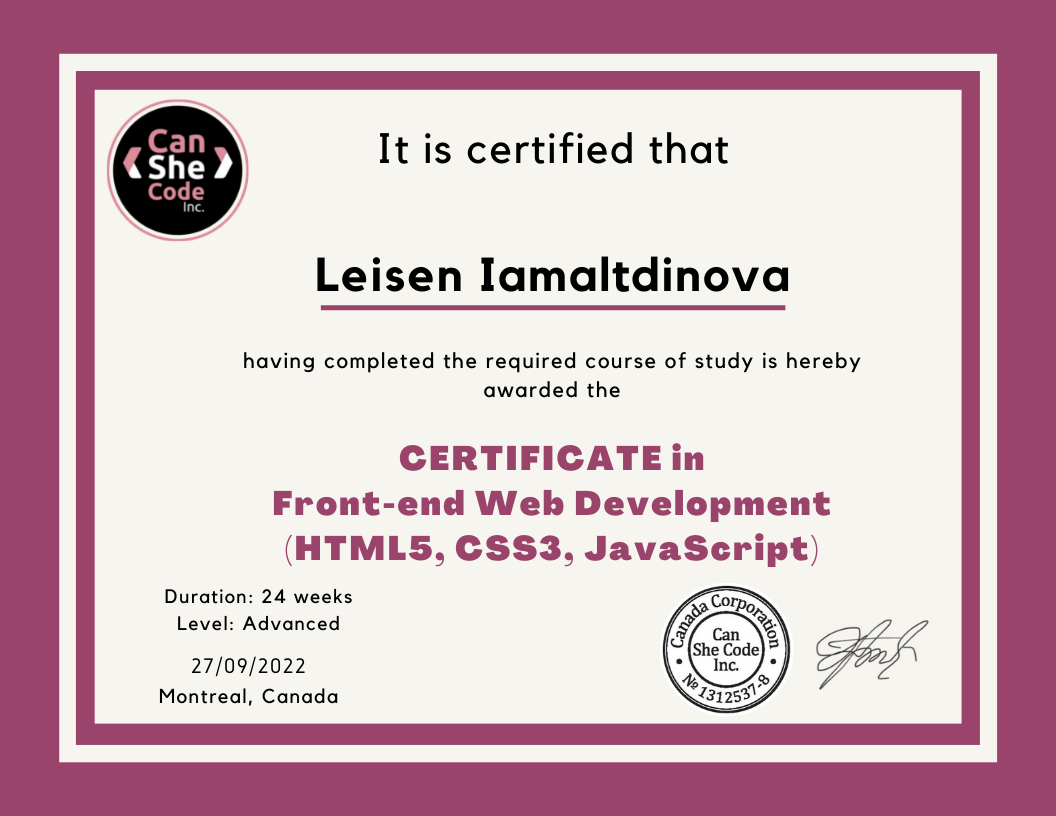 Can
She
Code
Inc.
It is certified that
Leisen Iamaltdinova
having completed the required course of study is hereby
awarded the
CERTIFICATE in
Front-end Web Development
(HTML5, CSS3, JavaScript)
Duration: 24 weeks
Level: Advanced
27/09/2022
Montreal, Canada
Canada Corporation
Can
She Code
Inc.
№ 1312537-8